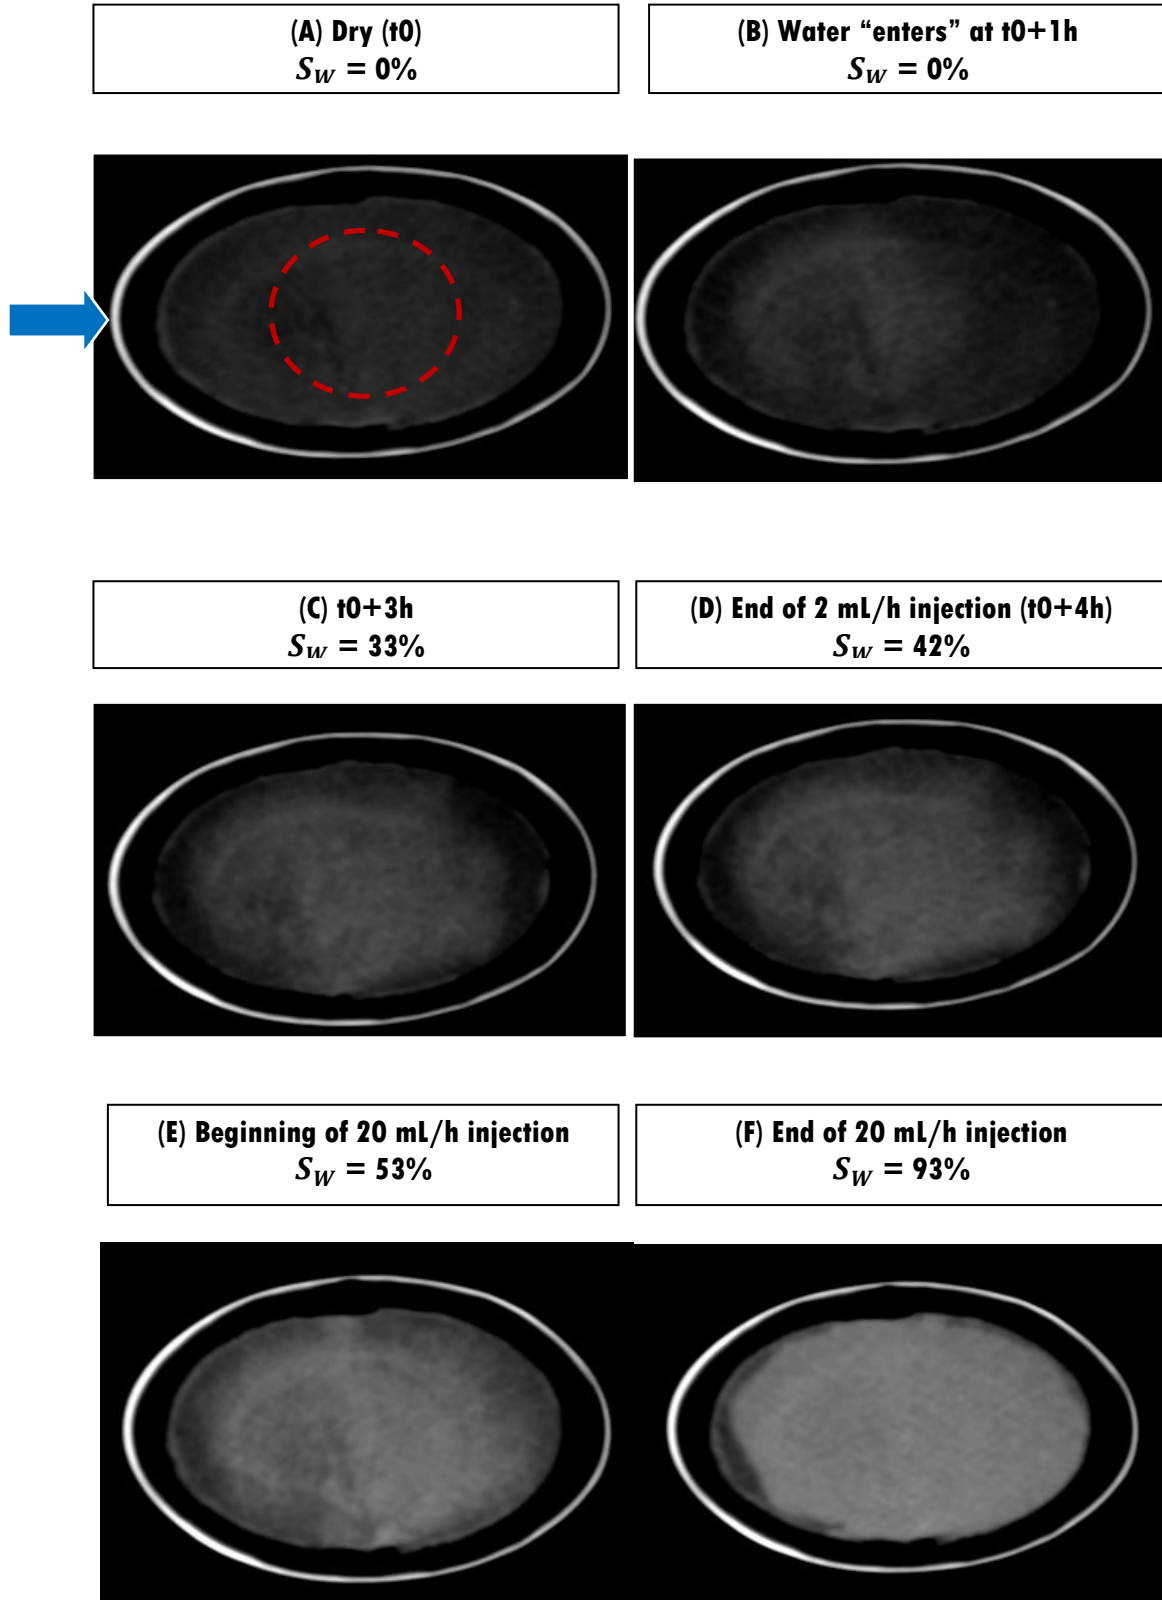 (A) Dry (t0)
S_W = 0%
(B) Water “enters” at t0+1h
S_W = 0%
(C) t0+3h
S_W = 33%
(D) End of 2 mL/h injection (t0+4h)
S_W = 42%
(E) Beginning of 20 mL/h injection
S_W = 53%
(F) End of 20 mL/h injection
S_W = 93%